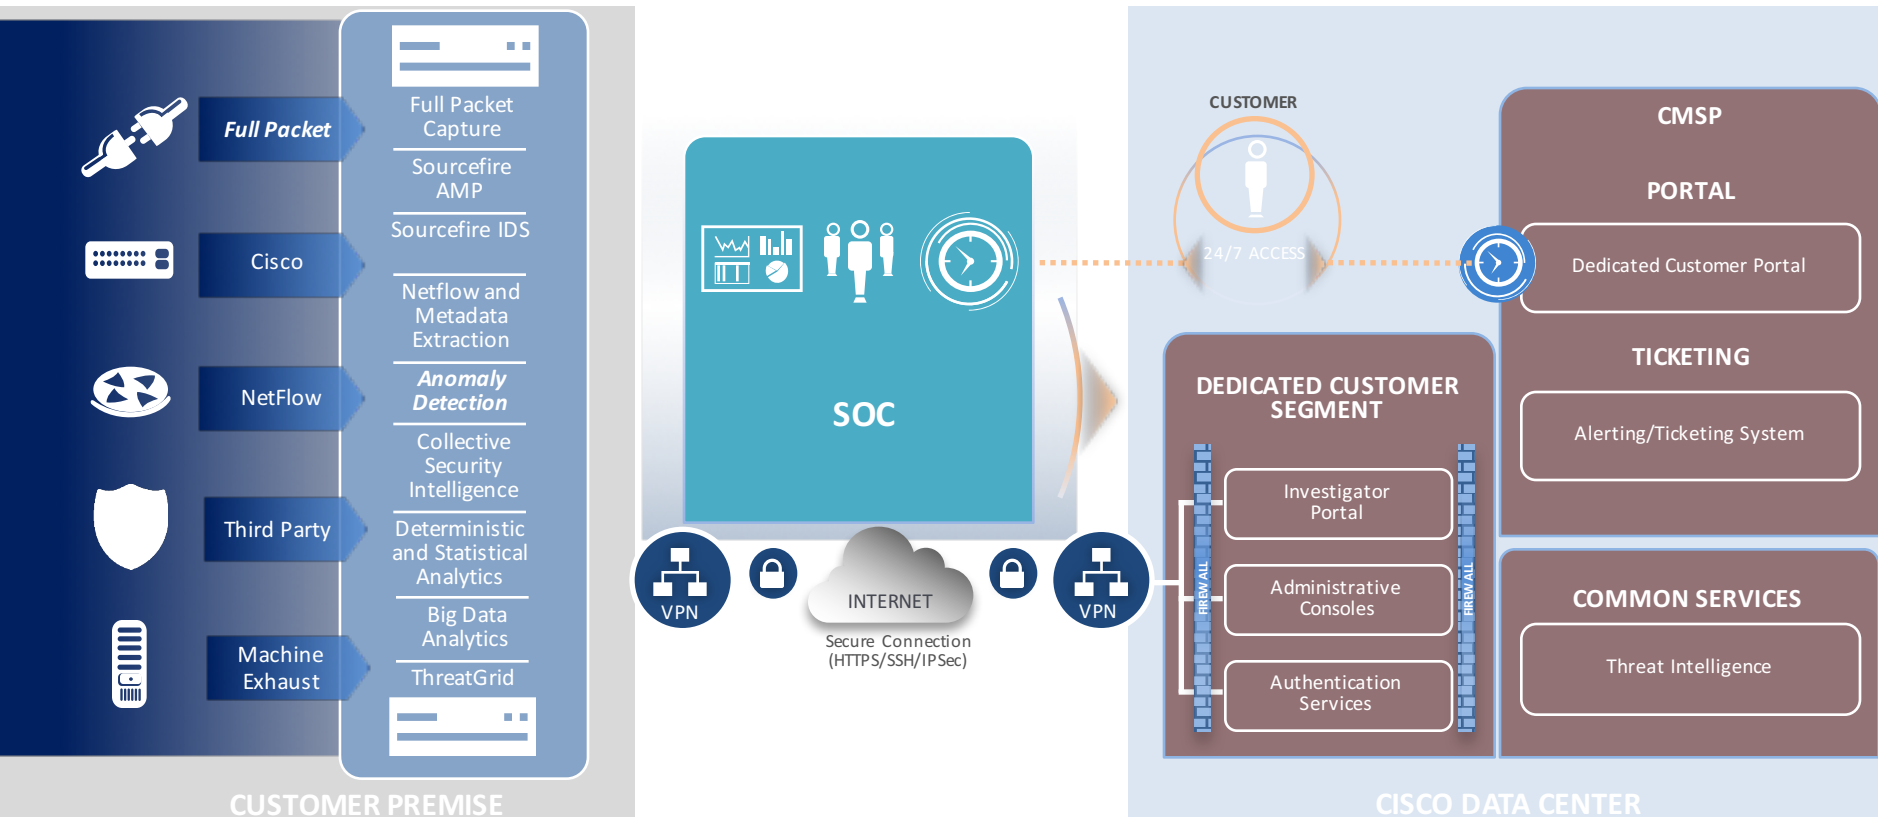 Full Packet
Cisco
NetFlow
Third Party
Machine
Exhaust
Full Packet
Capture
Sourcefire
AMP
Sourcefire IDS
Netflow and
Metadata
Extraction
Anomaly
Detection
Collective
Security
Intelligence
Deterministic
and Statistical
Analytics
Big Data
Analytics
ThreatGrid
CUSTOMER PREMISE
SOC
VPN
INTERNET
Secure Connection
(HTTPS/SSH/IPSec)
VPN
CUSTOMER
24/7 ACCESS
DEDICATED CUSTOMER
SEGMENT
FIREWALL
Investigator
Portal
Administrative
Consoles
Authentication
Services
FIREWALL
CMSP
PORTAL
Dedicated Customer Portal
TICKETING
Alerting/Ticketing System
COMMON SERVICES
Threat Intelligence
CISCO DATA CENTER